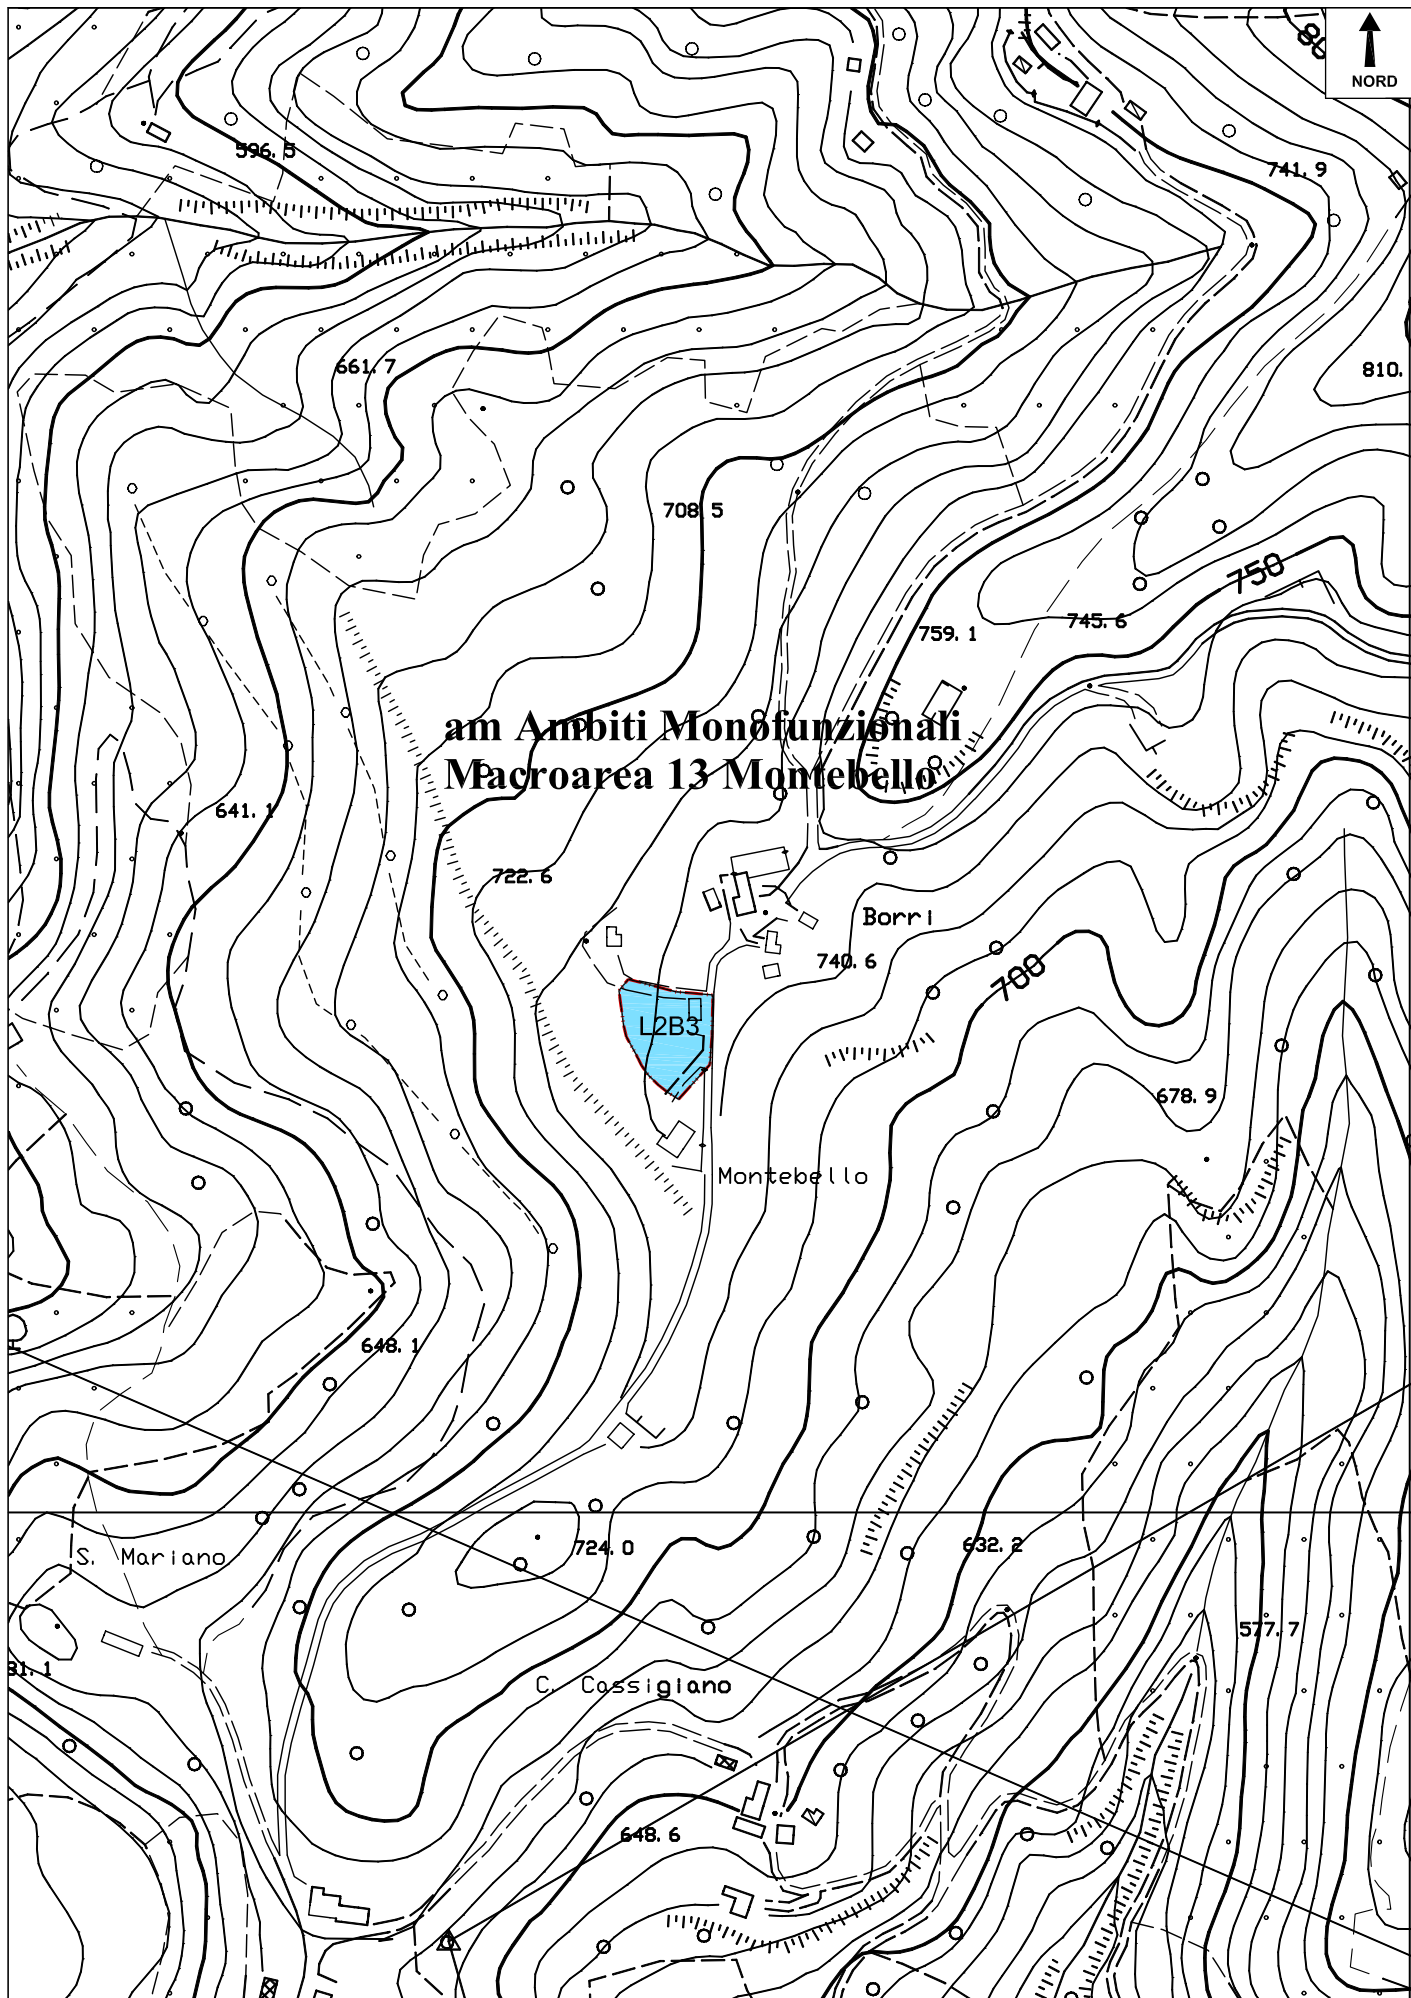 NORD
596. 5
741. 9
661. 7
810.
708. 5
750
759. 1
745. 6
am Ambiti Monofunzionali
Macroarea 13 Montebello
641. 1
722. 6
Borri
740. 6
700
L2B3
678. 9
Montebello
648. 1
724. 0
632. 2
S. Mariano
577. 7
31. 1
C. Cassigiano
648. 6